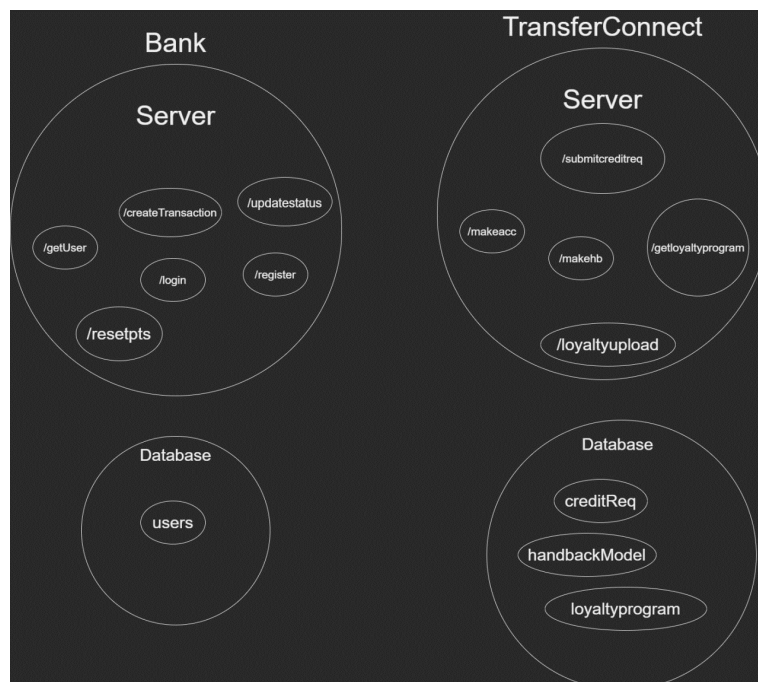 Bank
Server
/createTransaction
/updatestatus
/getUser
/login
/register
/resetpts
Database
users
TransferConnect
Server
/submitcreditreq
/makeacc
/makehb
/getloyaltyprogram
/loyaltyupload
Database
creditReq
handbackModel
loyaltyprogram